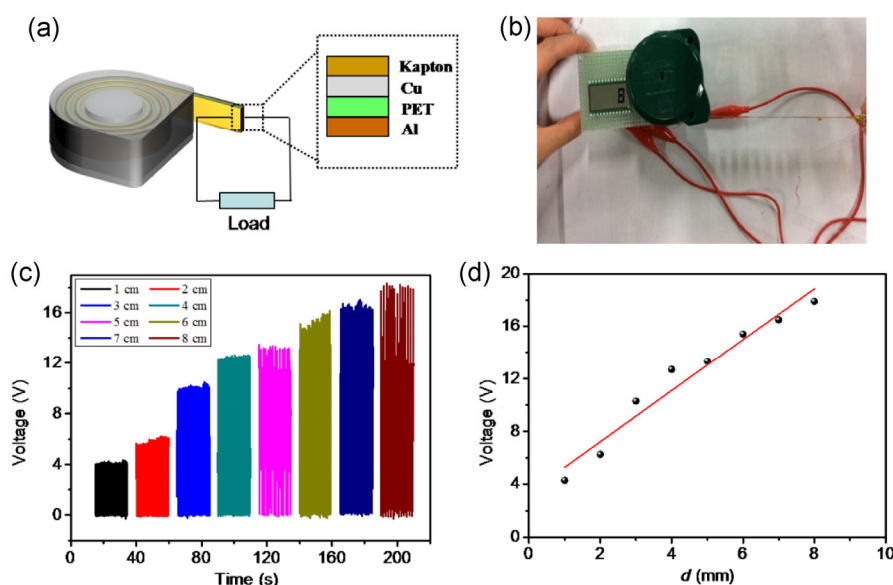 (a)
Kapton
Cu
PET
Al
Load
(b)
8
(c)
1 cm 2 cm
3 cm 4 cm
5 cm 6 cm
7 cm 8 cm
16
12
8
4
0
Voltage (V)
0 40 80 120 160 200
Time (s)
(d)
20
16
12
8
4
0
Voltage (V)
0 2 4 6 8 10
d (mm)